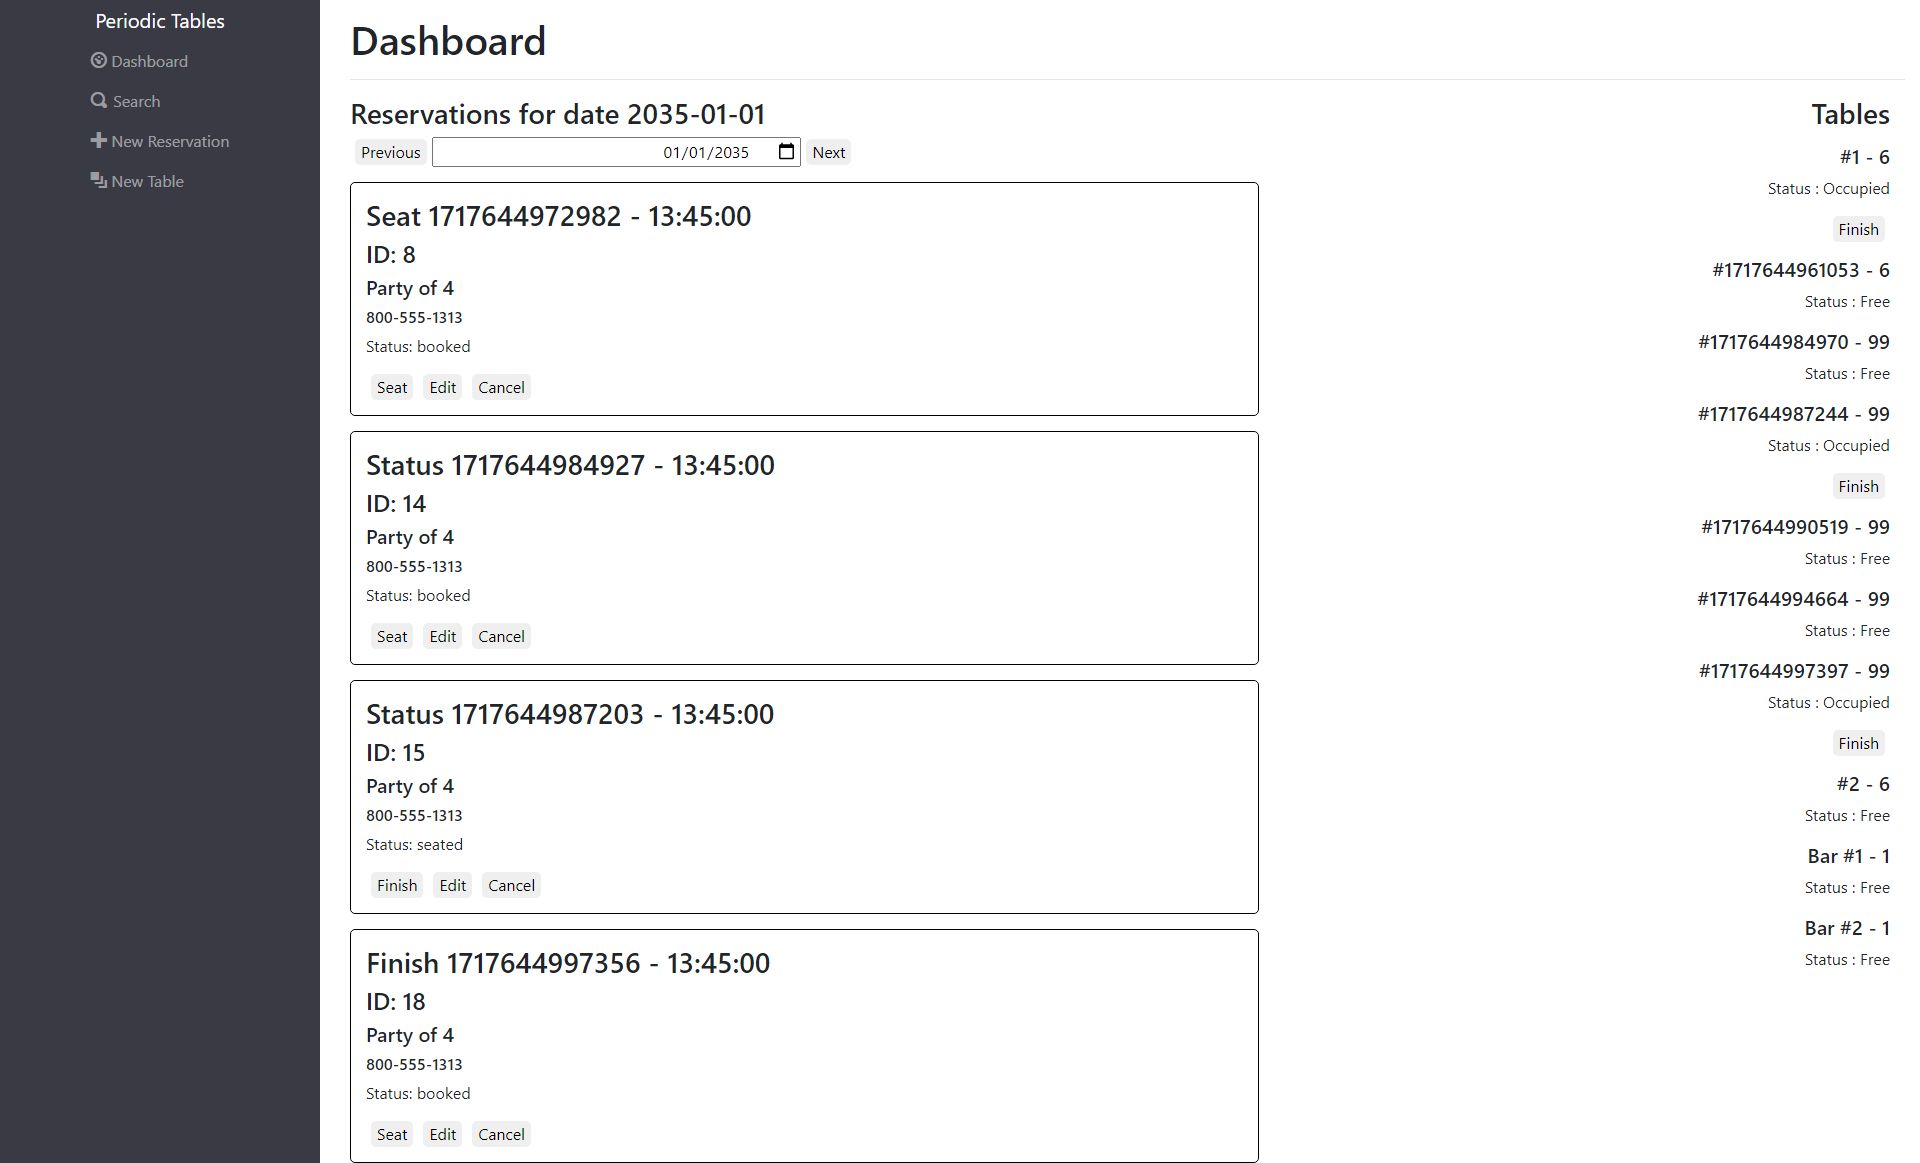 Periodic Tables
Dashboard
Search
New Reservation
New Table
Dashboard
Reservations for date 2035-01-01
Previous 01/01/2035 Next
Seat 1717644972982 - 13:45:00
ID: 8
Party of 4
800-555-1313
Status: booked
Seat Edit Cancel
Status 1717644984927 - 13:45:00
ID: 14
Party of 4
800-555-1313
Status: booked
Seat Edit Cancel
Status 1717644987203 - 13:45:00
ID: 15
Party of 4
800-555-1313
Status: seated
Finish Edit Cancel
Finish 1717644997356 - 13:45:00
ID: 18
Party of 4
800-555-1313
Status: booked
Seat Edit Cancel
Tables
#1 - 6
Status : Occupied
Finish
#1717644961053 - 6
Status : Free
#1717644984970 - 99
Status : Free
#1717644987244 - 99
Status : Occupied
Finish
#1717644990519 - 99
Status : Free
#1717644994664 - 99
Status : Free
#1717644997397 - 99
Status : Occupied
Finish
#2 - 6
Status : Free
Bar #1 - 1
Status : Free
Bar #2 - 1
Status : Free